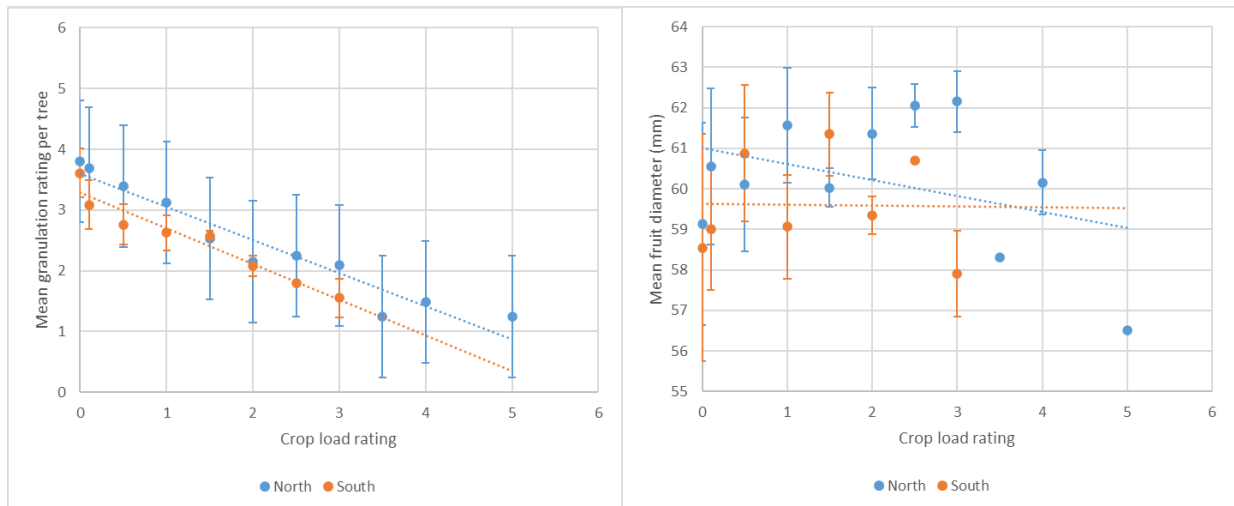 Mean granulation rating per tree
6
5
4
3
2
1
0
0 1 2 3 4 5 6
Crop load rating
North South
Mean fruit diameter (mm)
64
63
62
61
60
59
58
57
56
55
0 1 2 3 4 5 6
Crop load rating
North South